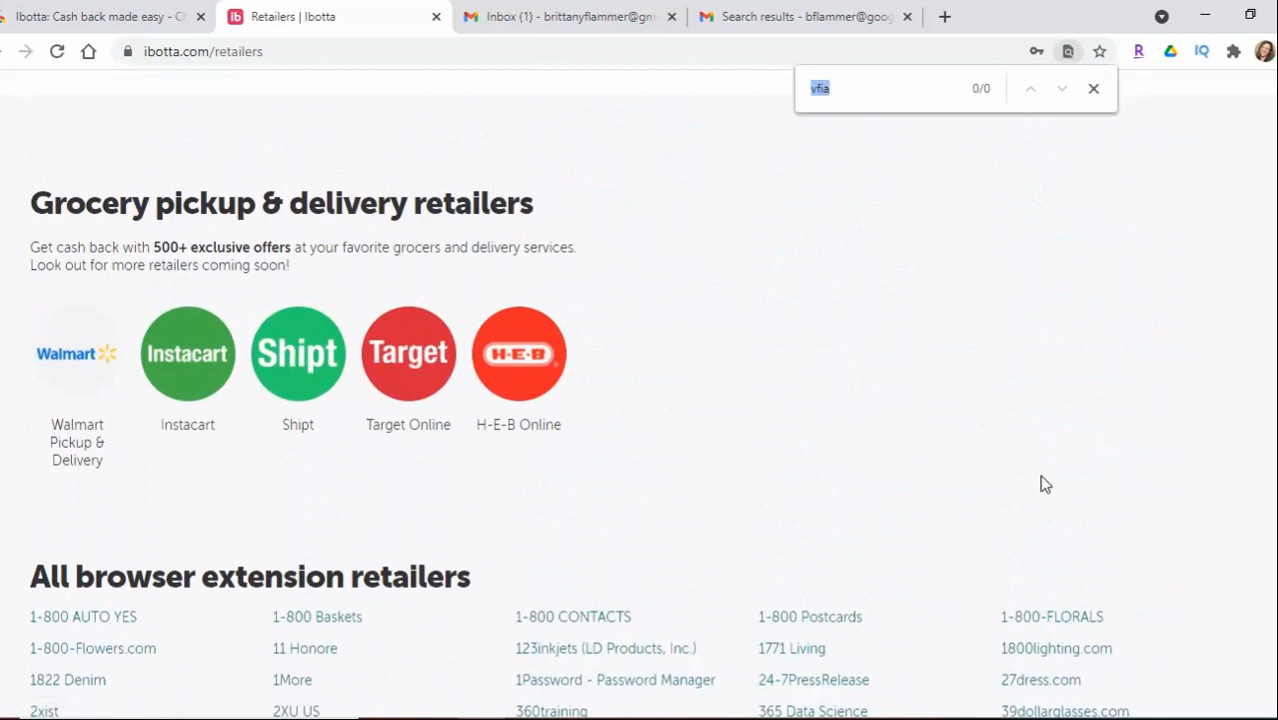 Ibotta: Cash back made easy - Ch
Retailers | Ibotta
Inbox (1) - brittanyflammer@gm
Search results - bflammer@goog
ibotta.com/retailers
R
IQ
vfia
0/0
Grocery pickup & delivery retailers
Get cash back with 500+ exclusive offers at your favorite grocers and delivery services.
Look out for more retailers coming soon!
Walmart
Instacart
Shipt
Target
H-E-B
Walmart
Pickup &
Delivery
Instacart
Shipt
Target Online
H-E-B Online
All browser extension retailers
1-800 AUTO YES
1-800 Baskets
1-800 CONTACTS
1-800 Postcards
1-800-FLORALS
1-800-Flowers.com
11 Honore
123inkjets (LD Products, Inc.)
1771 Living
1800lighting.com
1822 Denim
1More
1Password - Password Manager
24-7PressRelease
27dress.com
2xist
2XU US
360training
365 Data Science
39dollarglasses.com